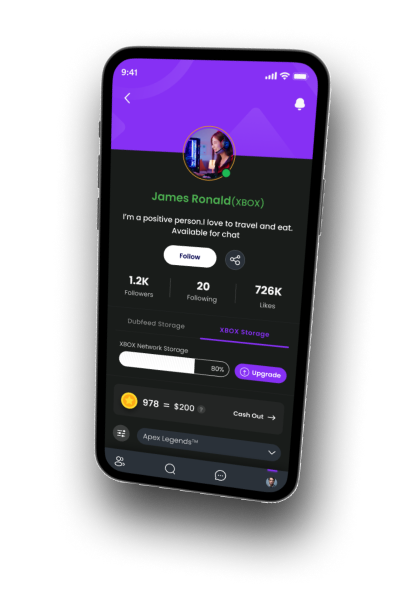 9:41
James Ronald(XBOX)
I'm a positive person.I love to travel and eat.
Available for chat
Follow
1.2K 20 726K
Followers Following Likes
Dubfeed Storage XBOX Storage
XBOX Network Storage
80% Upgrade
978 = $200 ? Cash Out →
Apex Legends™